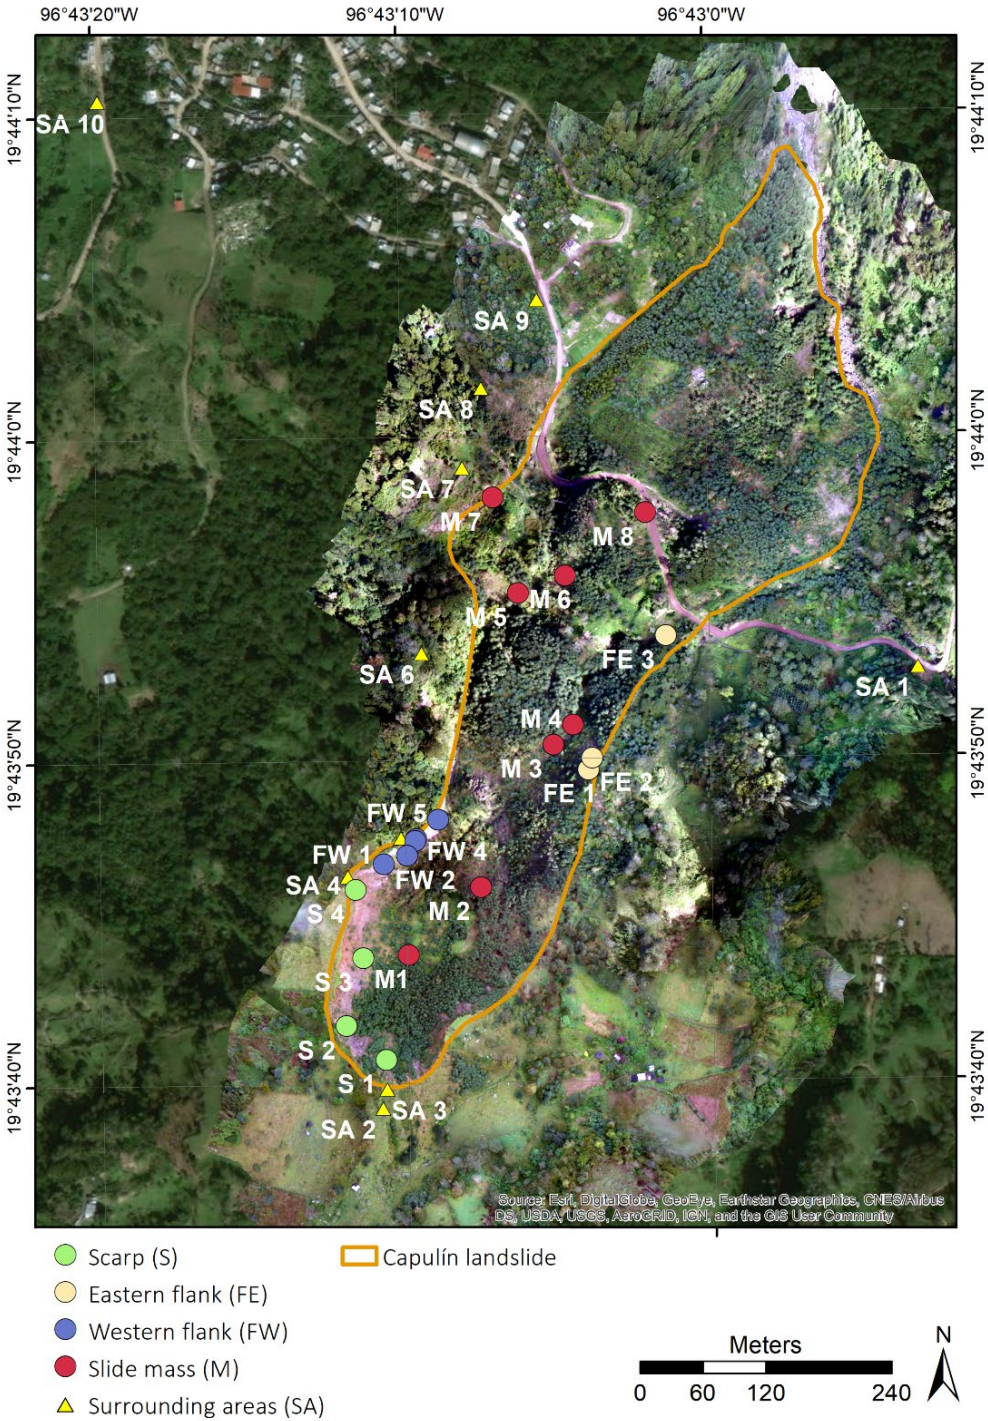 96°43'20"W
96°43'10"W
96°43'0"W
19°44'10"N
19°44'10"N
SA 10
SA 9
SA 8
19°44'0"N
19°44'0"N
SA 7
M 7
M 8
M 6
M 5
FE 3
SA 6
SA 1
M 4
M 3
19°43'50"N
19°43'50"N
FE 2
FE 1
FW 5
FW 1
FW 4
FW 2
SA 4
M 2
S 4
S 3
M1
S 2
S 1
19°43'40"N
19°43'40"N
SA 3
SA 2
Source: Esri, DigitalGlobe, GeoEye, Earthstar Geographics, CNES/Airbus
DS, USDA, USGS, AeroGRID, IGN, and the GIS User Community
Scarp (S)
Capulín landslide
Eastern flank (FE)
Western flank (FW)
Slide mass (M)
Surrounding areas (SA)
Meters
0 60 120 240
N